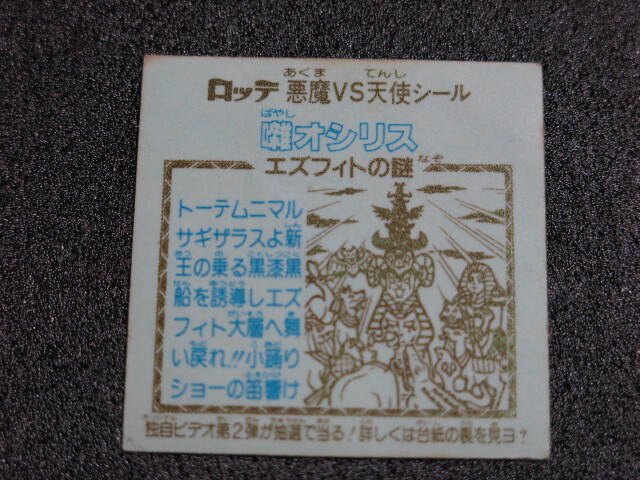 ロッテ 悪魔VS天使シール
囃オシリス
エズフィトの謎
トーテムニマル
サギザラスよ新
王の乗る黒漆黒
船を誘導しエズ
フィト大層へ舞
い戻れ!!小踊り
ショーの笛響け
独自ビデオ第2弾が抽選で当る!詳しくは台紙の裏を見ヨ?